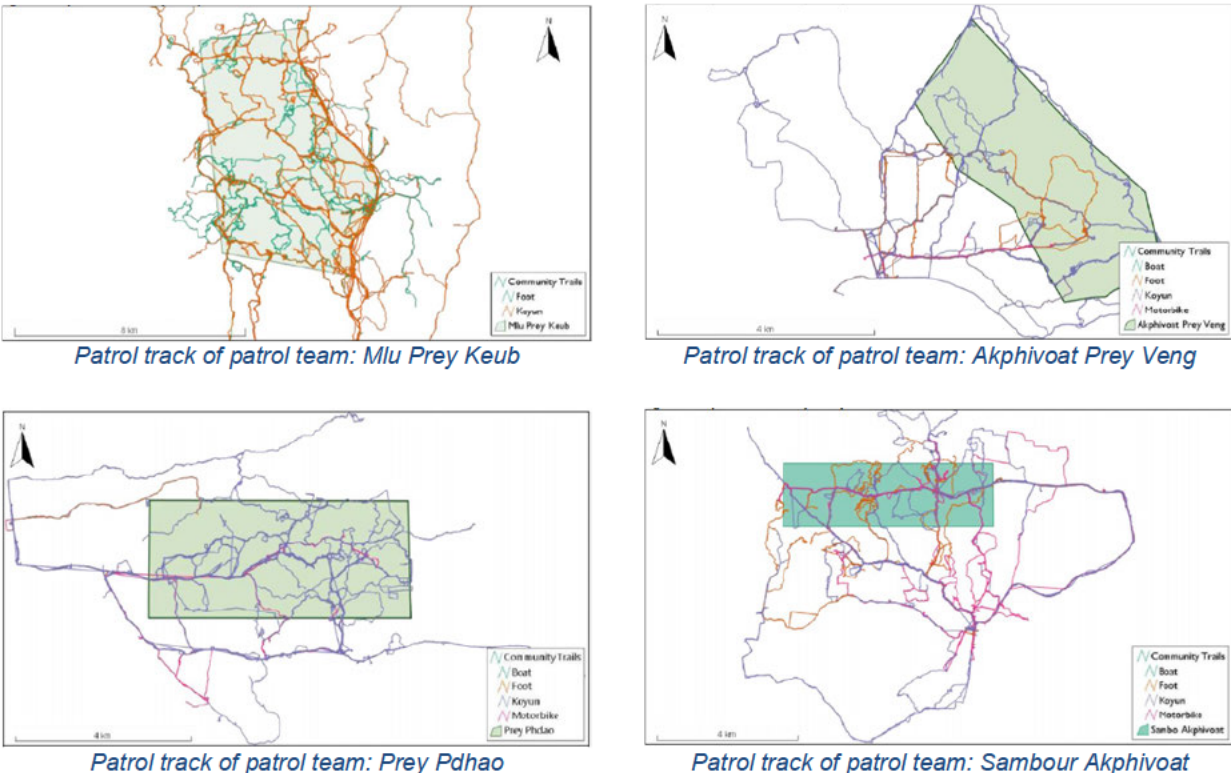 N
Community Trails
Foot
Koyun
Mlu Prey Keub
8 km
Patrol track of patrol team: Mlu Prey Keub
N
Community Trails
Boat
Foot
Koyun
Motorbike
Akphivoat Prey Veng
4 km
Patrol track of patrol team: Akphivoat Prey Veng
N
Community Trails
Boat
Foot
Koyun
Motorbike
Prey Phdao
4 km
Patrol track of patrol team: Prey Pdhao
N
Community Trails
Boat
Foot
Koyun
Motorbike
Sambo Akphivoat
4 km
Patrol track of patrol team: Sambour Akphivoat